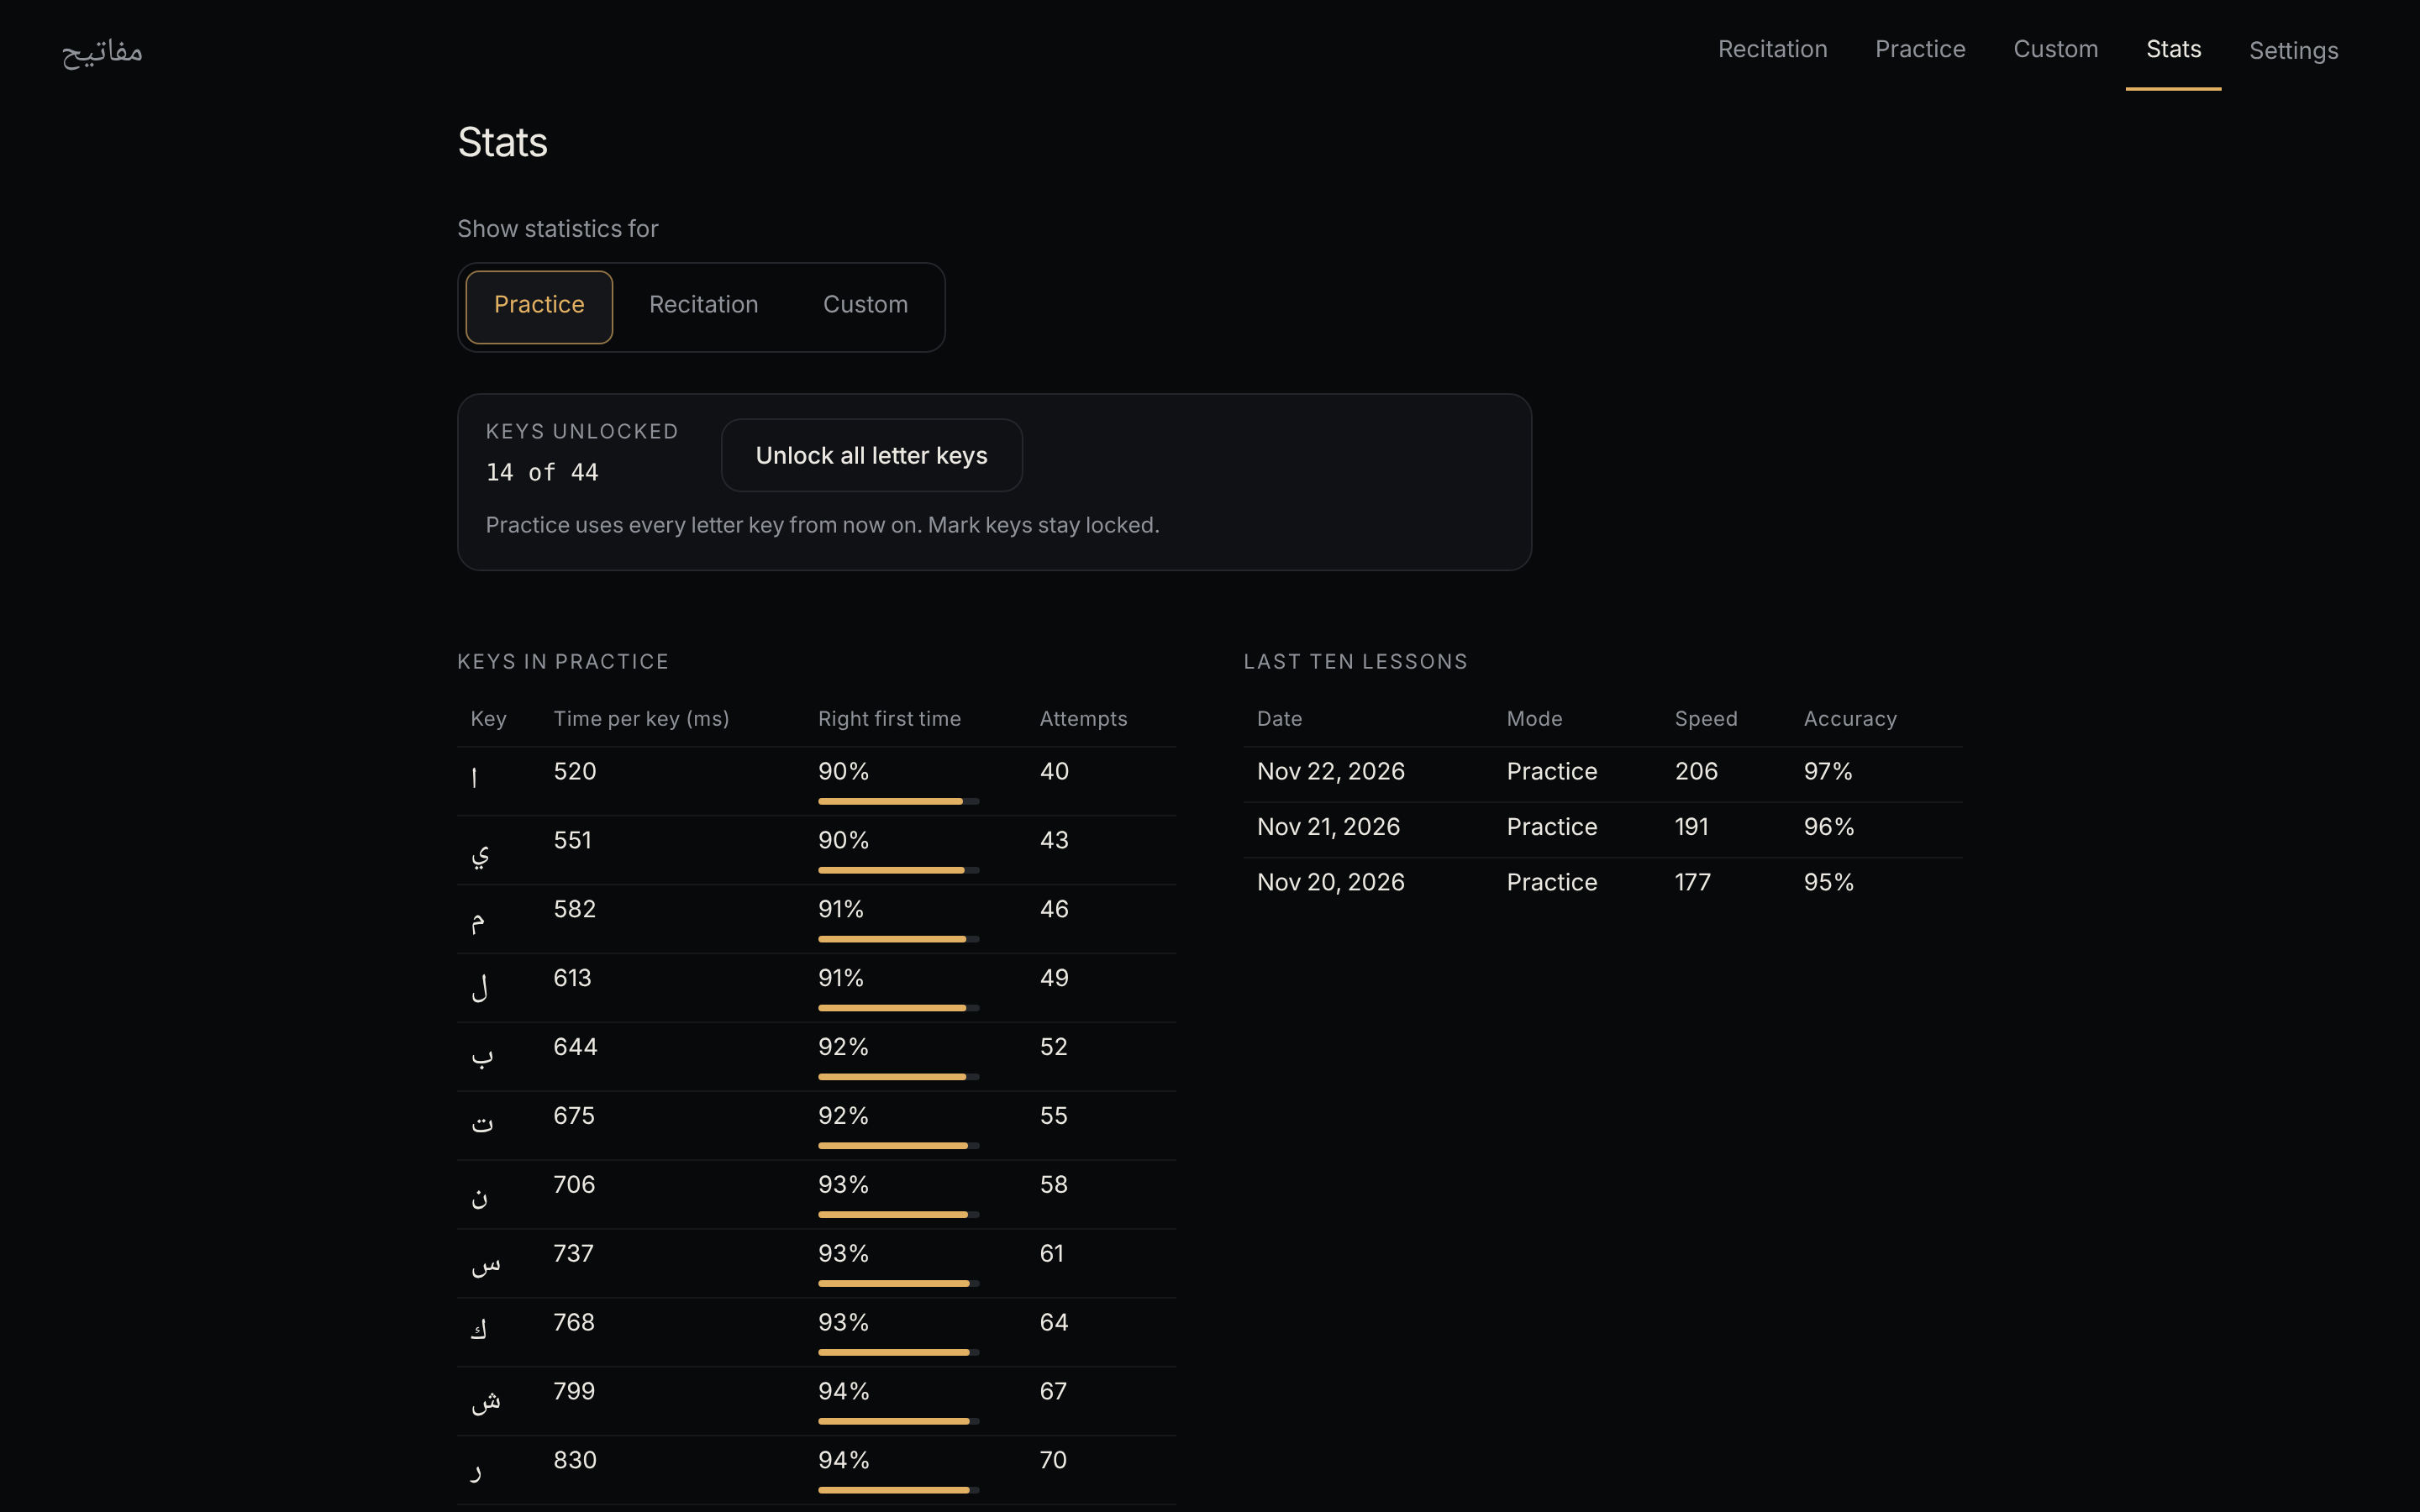 مفاتيح
Recitation Practice Custom Stats Settings
Stats
Show statistics for
Practice Recitation Custom
KEYS UNLOCKED
14 of 44
Unlock all letter keys
Practice uses every letter key from now on. Mark keys stay locked.
KEYS IN PRACTICE
Key Time per key (ms) Right first time Attempts
ا 520 90% 40
ي 551 90% 43
م 582 91% 46
ل 613 91% 49
ب 644 92% 52
ت 675 92% 55
ن 706 93% 58
س 737 93% 61
ك 768 93% 64
ش 799 94% 67
ر 830 94% 70
LAST TEN LESSONS
Date Mode Speed Accuracy
Nov 22, 2026 Practice 206 97%
Nov 21, 2026 Practice 191 96%
Nov 20, 2026 Practice 177 95%